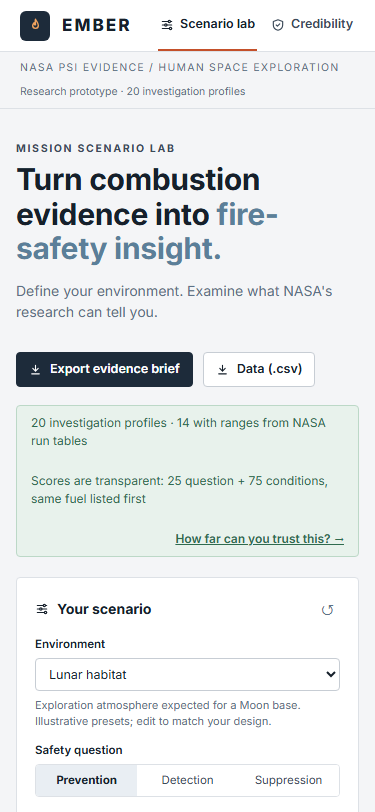 EMBER
Scenario lab
Credibility
NASA PSI EVIDENCE / HUMAN SPACE EXPLORATION
Research prototype · 20 investigation profiles
MISSION SCENARIO LAB
Turn combustion
evidence into fire-
safety insight.
Define your environment. Examine what NASA's
research can tell you.
Export evidence brief
Data (.csv)
20 investigation profiles · 14 with ranges from NASA
run tables
Scores are transparent: 25 question + 75 conditions,
same fuel listed first
How far can you trust this? →
Your scenario
Environment
Lunar habitat
Exploration atmosphere expected for a Moon base.
Illustrative presets; edit to match your design.
Safety question
Prevention
Detection
Suppression